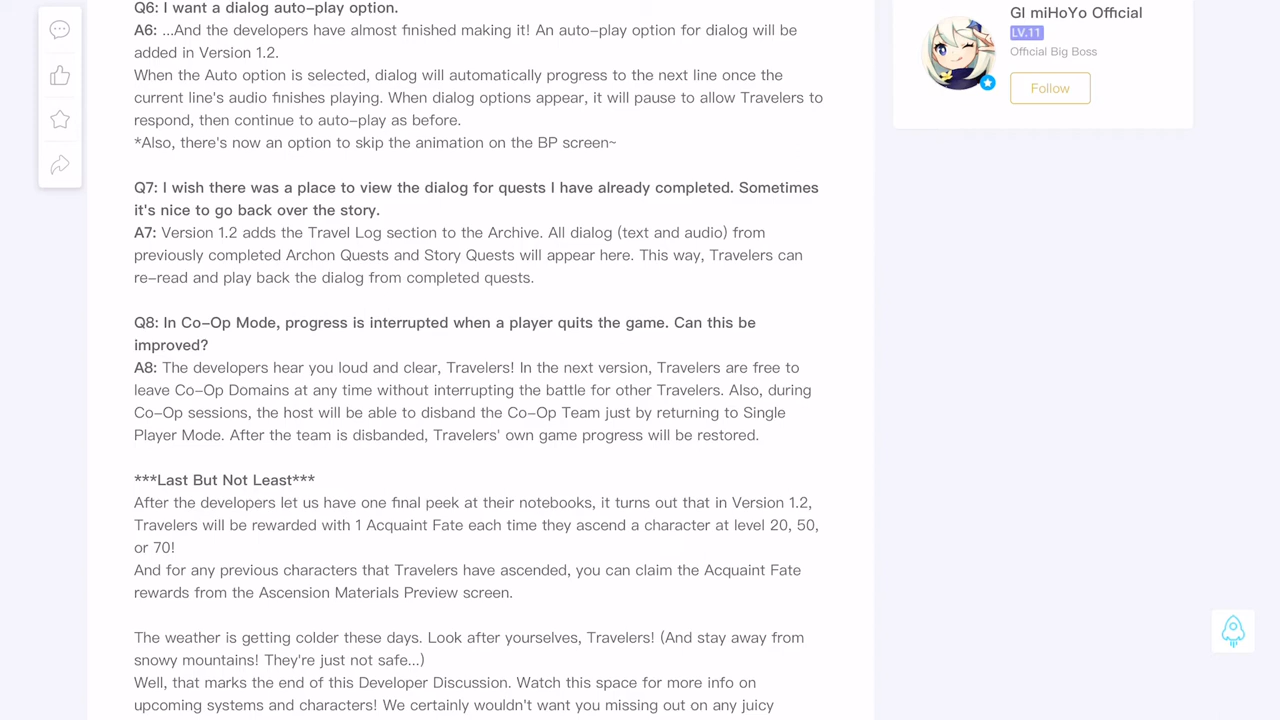 Q6: I want a dialog auto-play option.
A6: ...And the developers have almost finished making it! An auto-play option for dialog will be
added in Version 1.2.
When the Auto option is selected, dialog will automatically progress to the next line once the
current line's audio finishes playing. When dialog options appear, it will pause to allow Travelers to
respond, then continue to auto-play as before.
*Also, there's now an option to skip the animation on the BP screen~
Q7: I wish there was a place to view the dialog for quests I have already completed. Sometimes
it's nice to go back over the story.
A7: Version 1.2 adds the Travel Log section to the Archive. All dialog (text and audio) from
previously completed Archon Quests and Story Quests will appear here. This way, Travelers can
re-read and play back the dialog from completed quests.
Q8: In Co-Op Mode, progress is interrupted when a player quits the game. Can this be
improved?
A8: The developers hear you loud and clear, Travelers! In the next version, Travelers are free to
leave Co-Op Domains at any time without interrupting the battle for other Travelers. Also, during
Co-Op sessions, the host will be able to disband the Co-Op Team just by returning to Single
Player Mode. After the team is disbanded, Travelers' own game progress will be restored.
***Last But Not Least***
After the developers let us have one final peek at their notebooks, it turns out that in Version 1.2,
Travelers will be rewarded with 1 Acquaint Fate each time they ascend a character at level 20, 50,
or 70!
And for any previous characters that Travelers have ascended, you can claim the Acquaint Fate
rewards from the Ascension Materials Preview screen.
The weather is getting colder these days. Look after yourselves, Travelers! (And stay away from
snowy mountains! They're just not safe...)
Well, that marks the end of this Developer Discussion. Watch this space for more info on
upcoming systems and characters! We certainly wouldn't want you missing out on any juicy
GI miHoYo Official
LV.11
Official Big Boss
Follow